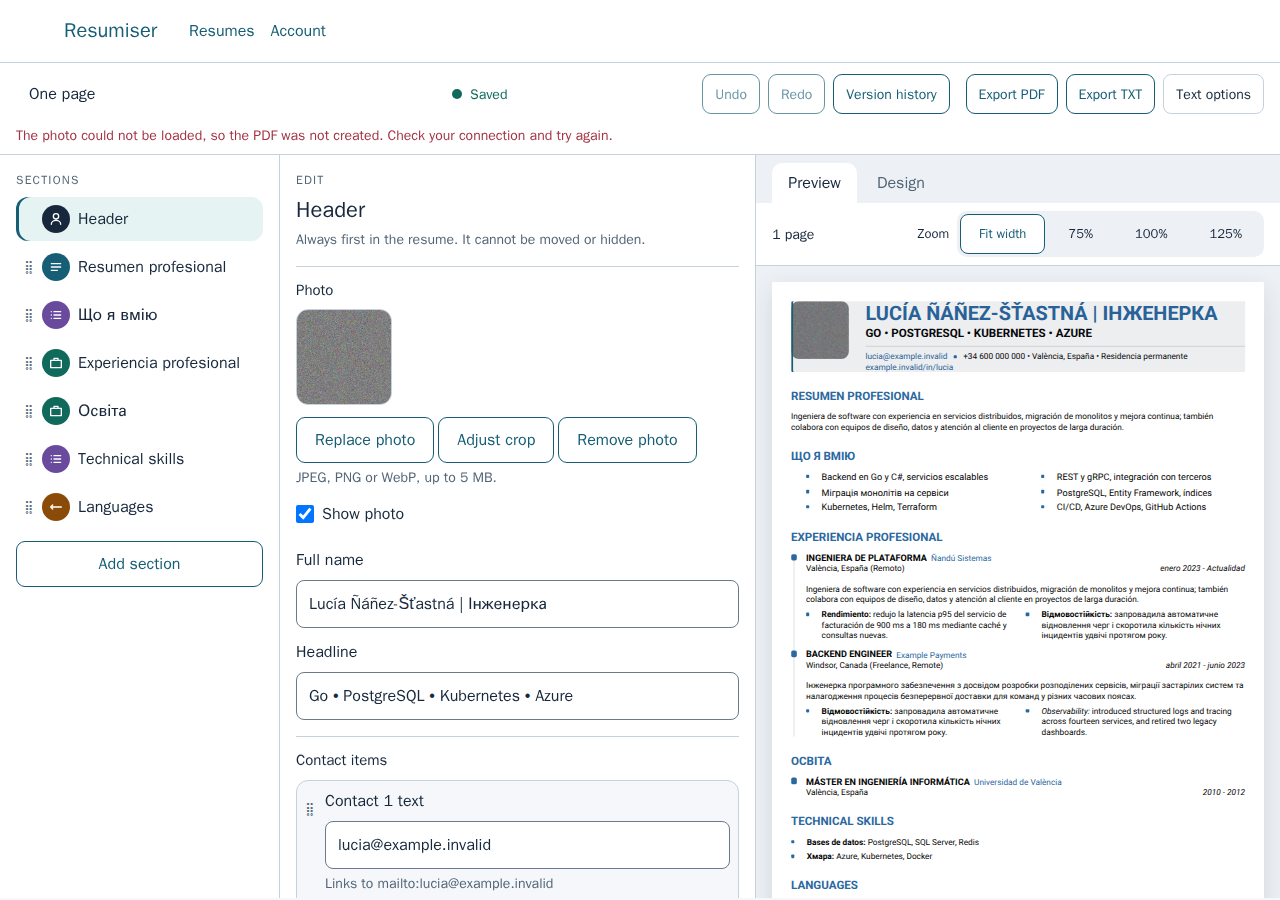 Resumiser
Resumes
Account
One page
Saved
Undo
Redo
Version history
Export PDF
Export TXT
Text options
The photo could not be loaded, so the PDF was not created. Check your connection and try again.
SECTIONS
Header
Resumen profesional
Що я вмію
Experiencia profesional
Освіта
Technical skills
Languages
Add section
EDIT
Header
Always first in the resume. It cannot be moved or hidden.
Photo
Replace photo
Adjust crop
Remove photo
JPEG, PNG or WebP, up to 5 MB.
Show photo
Full name
Lucía Ñáñez-Šťastná | Інженерка
Headline
Go • PostgreSQL • Kubernetes • Azure
Contact items
Contact 1 text
lucia@example.invalid
Links to mailto:lucia@example.invalid
Preview
Design
1 page
Zoom
Fit width
75%
100%
125%
LUCÍA ÑÁÑEZ-ŠŤASTNÁ | ІНЖЕНЕРКА
GO • POSTGRESQL • KUBERNETES • AZURE
lucia@example.invalid • +34 600 000 000 • València, España • Residencia permanente
example.invalid/in/lucia
RESUMEN PROFESIONAL
Ingeniera de software con experiencia en servicios distribuidos, migración de monolitos y mejora continua; también
colabora con equipos de diseño, datos y atención al cliente en proyectos de larga duración.
ЩО Я ВМІЮ
Backend en Go y C#, servicios escalables
Міграція монолітів на сервіси
Kubernetes, Helm, Terraform
REST y gRPC, integración con terceros
PostgreSQL, Entity Framework, índices
CI/CD, Azure DevOps, GitHub Actions
EXPERIENCIA PROFESIONAL
INGENIERA DE PLATAFORMA Ñandú Sistemas
València, España (Remoto)
enero 2023 - Actualidad
Ingeniera de software con experiencia en servicios distribuidos, migración de monolitos y mejora continua; también
colabora con equipos de diseño, datos y atención al cliente en proyectos de larga duración.
Rendimiento: redujo la latencia p95 del servicio de
facturación de 900 ms a 180 ms mediante caché y
consultas nuevas.
Відмовостійкість: запровадила автоматичне
відновлення черг і скоротила кількість нічних
інцидентів удвічі протягом року.
BACKEND ENGINEER Example Payments
Windsor, Canada (Freelance, Remote)
abril 2021 - junio 2023
Інженерка програмного забезпечення з досвідом розробки розподілених сервісів, міграції застарілих систем та
налагодження процесів безперервної доставки для команд у різних часових поясах.
Відмовостійкість: запровадила автоматичне
відновлення черг і скоротила кількість нічних
інцидентів удвічі протягом року.
Observability: introduced structured logs and tracing
across fourteen services, and retired two legacy
dashboards.
ОСВІТА
MÁSTER EN INGENIERÍA INFORMÁTICA Universidad de València
València, España
2010 - 2012
TECHNICAL SKILLS
Bases de datos: PostgreSQL, SQL Server, Redis
Хмара: Azure, Kubernetes, Docker
LANGUAGES